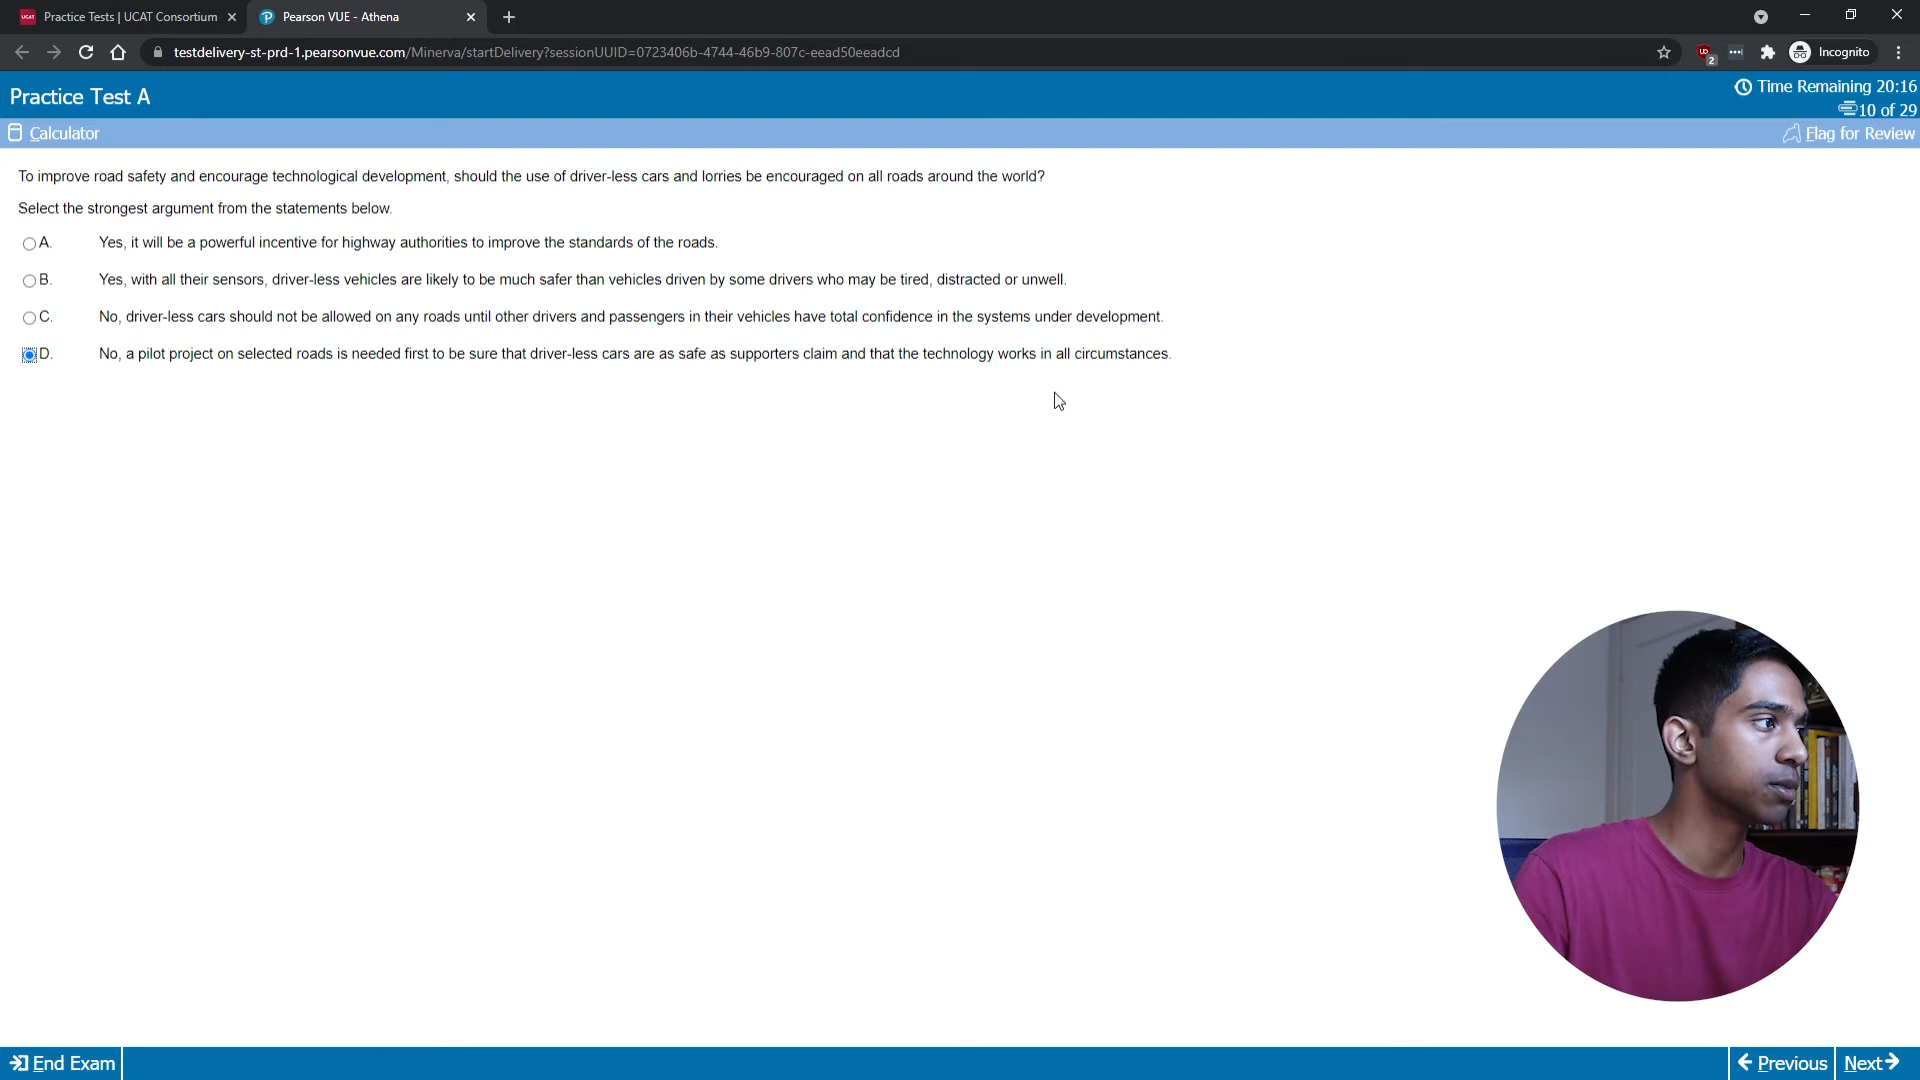 Practice Tests | UCAT Consortium
Pearson VUE - Athena
testdelivery-st-prd-1.pearsonvue.com/Minerva/startDelivery?sessionUUID=0723406b-4744-46b9-807c-eead50eeadcd
2
Incognito
Practice Test A
Time Remaining 20:16
10 of 29
Calculator
Flag for Review
To improve road safety and encourage technological development, should the use of driver-less cars and lorries be encouraged on all roads around the world?
Select the strongest argument from the statements below.
A. Yes, it will be a powerful incentive for highway authorities to improve the standards of the roads.
B. Yes, with all their sensors, driver-less vehicles are likely to be much safer than vehicles driven by some drivers who may be tired, distracted or unwell.
C. No, driver-less cars should not be allowed on any roads until other drivers and passengers in their vehicles have total confidence in the systems under development.
D. No, a pilot project on selected roads is needed first to be sure that driver-less cars are as safe as supporters claim and that the technology works in all circumstances.
End Exam
Previous
Next